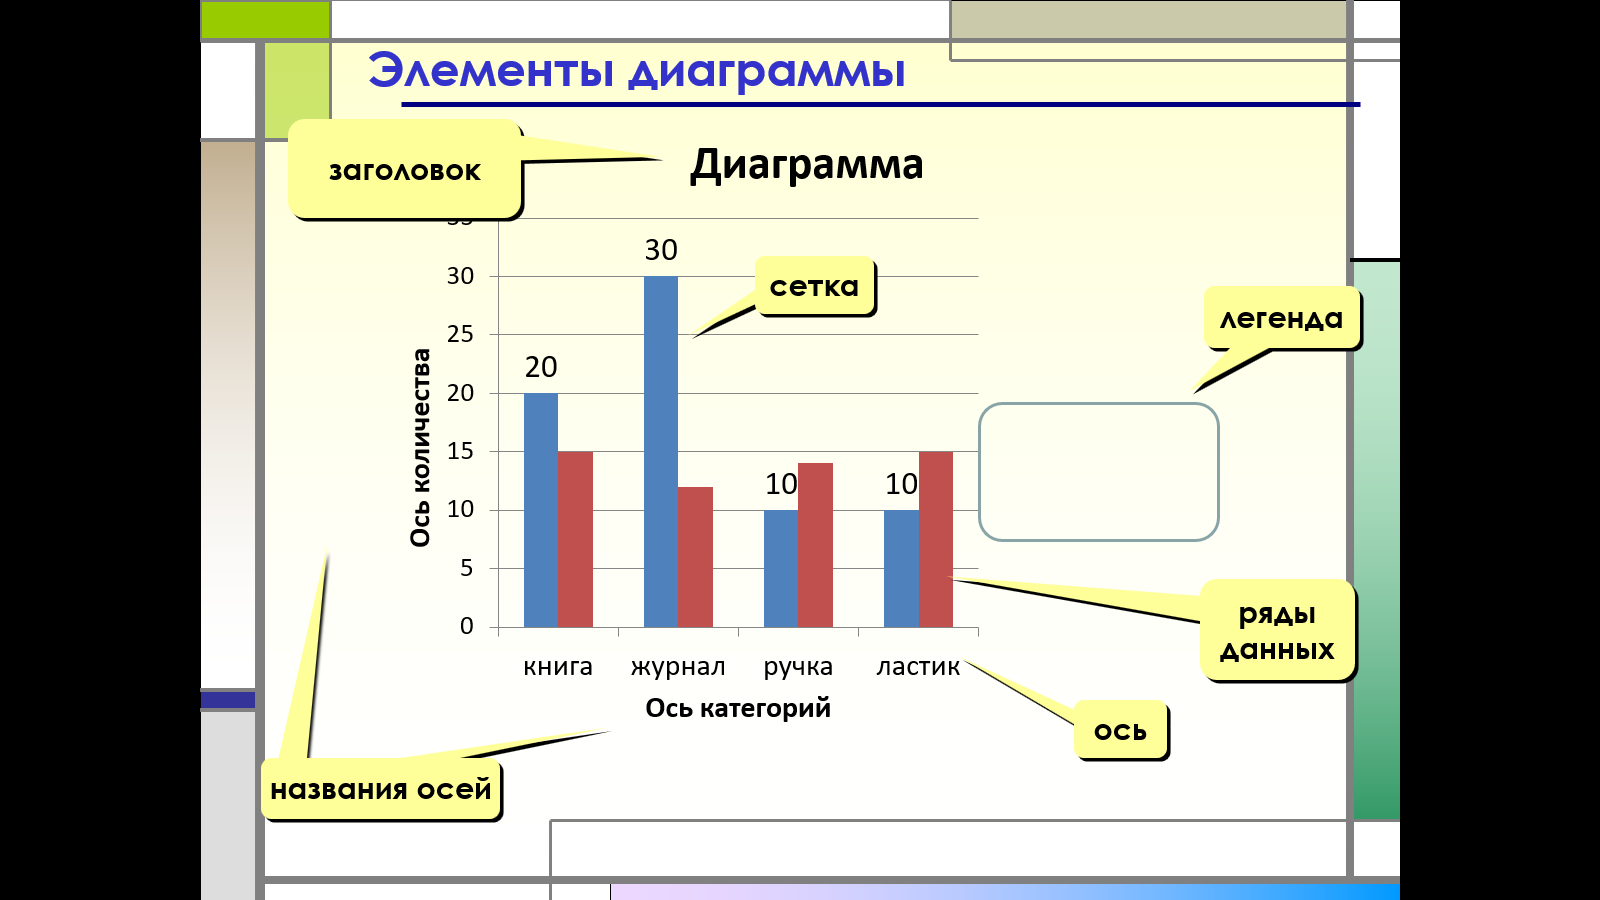 Элементы диаграммы
заголовок
Диаграмма
30
сетка
30
легенда
25
20
20
Ось количества
15
10
10
10
5
ряды
данных
0
книга
журнал
ручка
ластик
Ось категорий
ось
названия осей